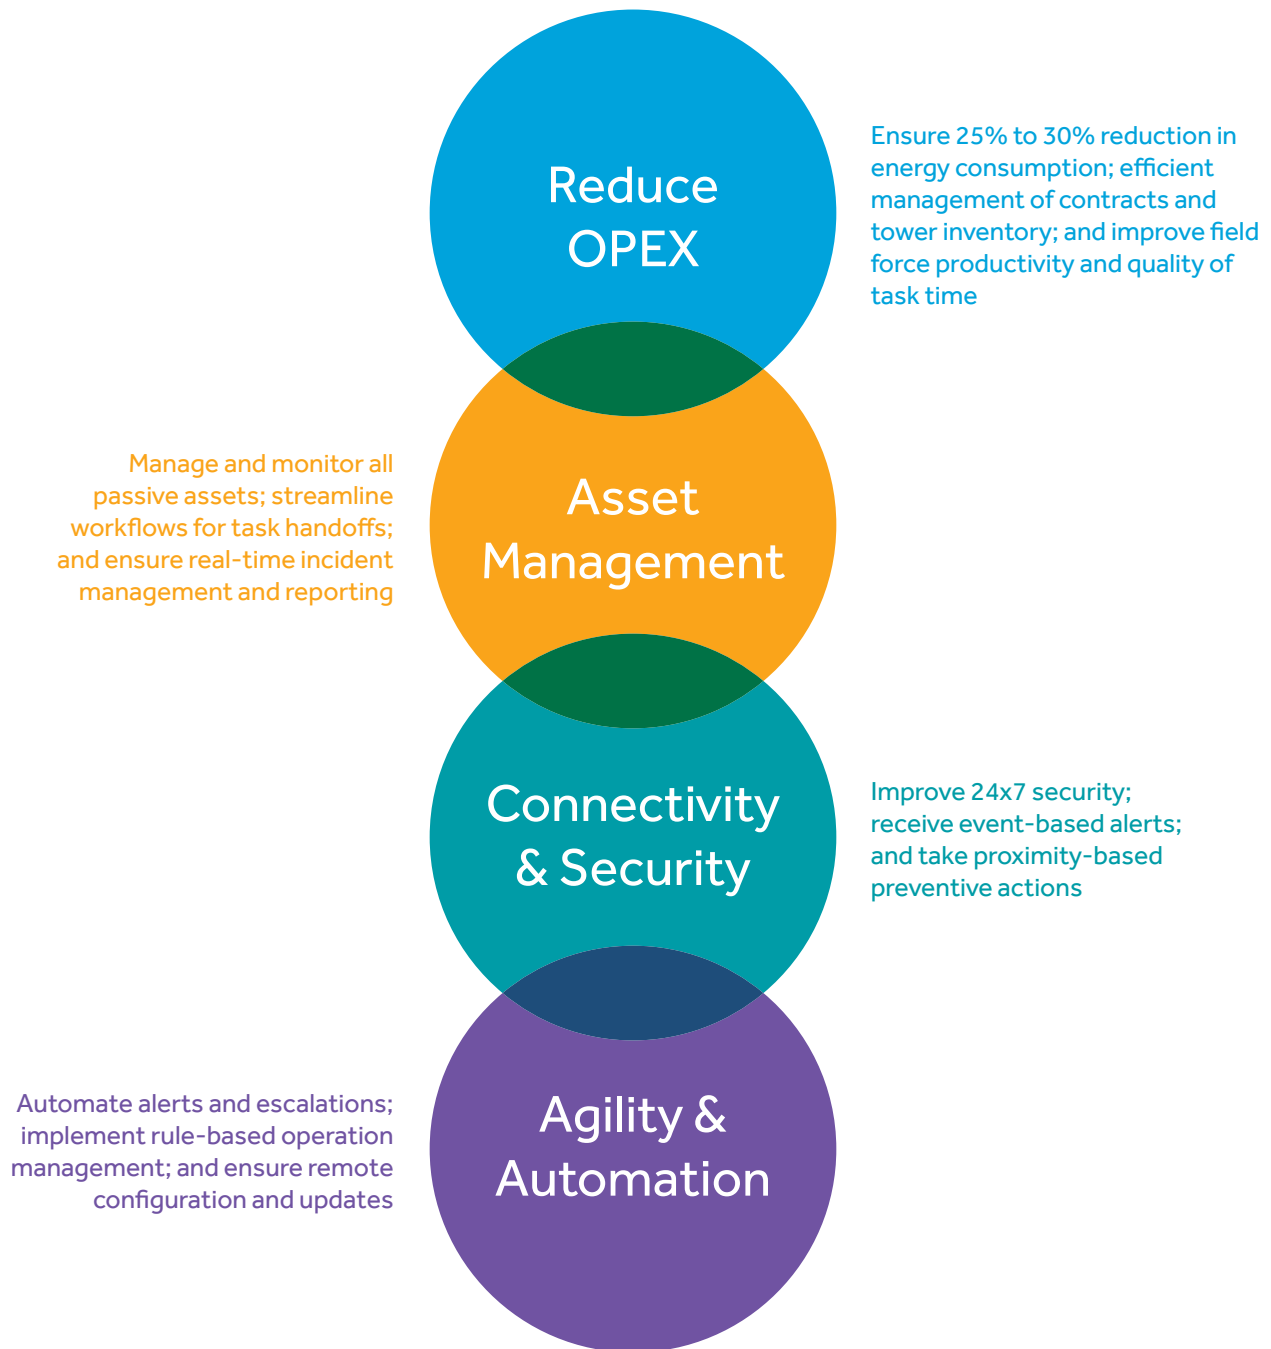 Reduce
OPEX
Ensure 25% to 30% reduction in
energy consumption; efficient
management of contracts and
tower inventory; and improve field
force productivity and quality of
task time
Asset
Management
Manage and monitor all
passive assets; streamline
workflows for task handoffs;
and ensure real-time incident
management and reporting
Connectivity
& Security
Improve 24x7 security;
receive event-based alerts;
and take proximity-based
preventive actions
Agility &
Automation
Automate alerts and escalations;
implement rule-based operation
management; and ensure remote
configuration and updates